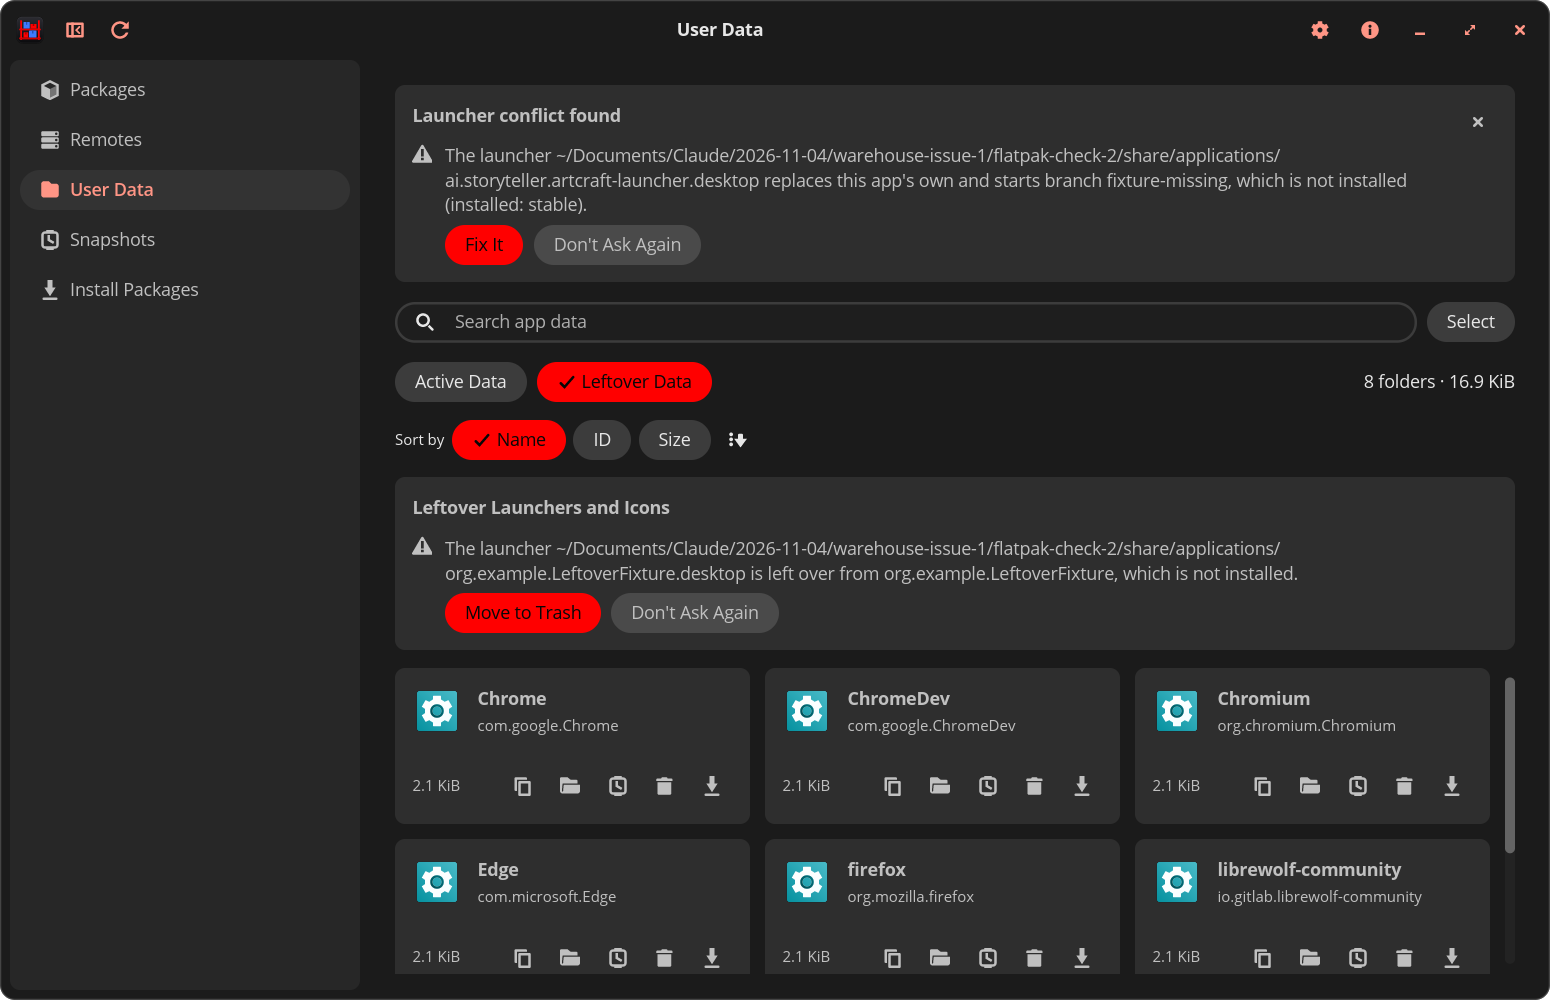 User Data
Packages
Remotes
User Data
Snapshots
Install Packages
Launcher conflict found
The launcher ~/Documents/Claude/2026-11-04/warehouse-issue-1/flatpak-check-2/share/applications/
ai.storyteller.artcraft-launcher.desktop replaces this app's own and starts branch fixture-missing, which is not installed
(installed: stable).
Fix It
Don't Ask Again
Search app data
Select
Active Data
Leftover Data
8 folders · 16.9 KiB
Sort by
Name
ID
Size
Leftover Launchers and Icons
The launcher ~/Documents/Claude/2026-11-04/warehouse-issue-1/flatpak-check-2/share/applications/
org.example.LeftoverFixture.desktop is left over from org.example.LeftoverFixture, which is not installed.
Move to Trash
Don't Ask Again
Chrome
com.google.Chrome
2.1 KiB
ChromeDev
com.google.ChromeDev
2.1 KiB
Chromium
org.chromium.Chromium
2.1 KiB
Edge
com.microsoft.Edge
2.1 KiB
firefox
org.mozilla.firefox
2.1 KiB
librewolf-community
io.gitlab.librewolf-community
2.1 KiB